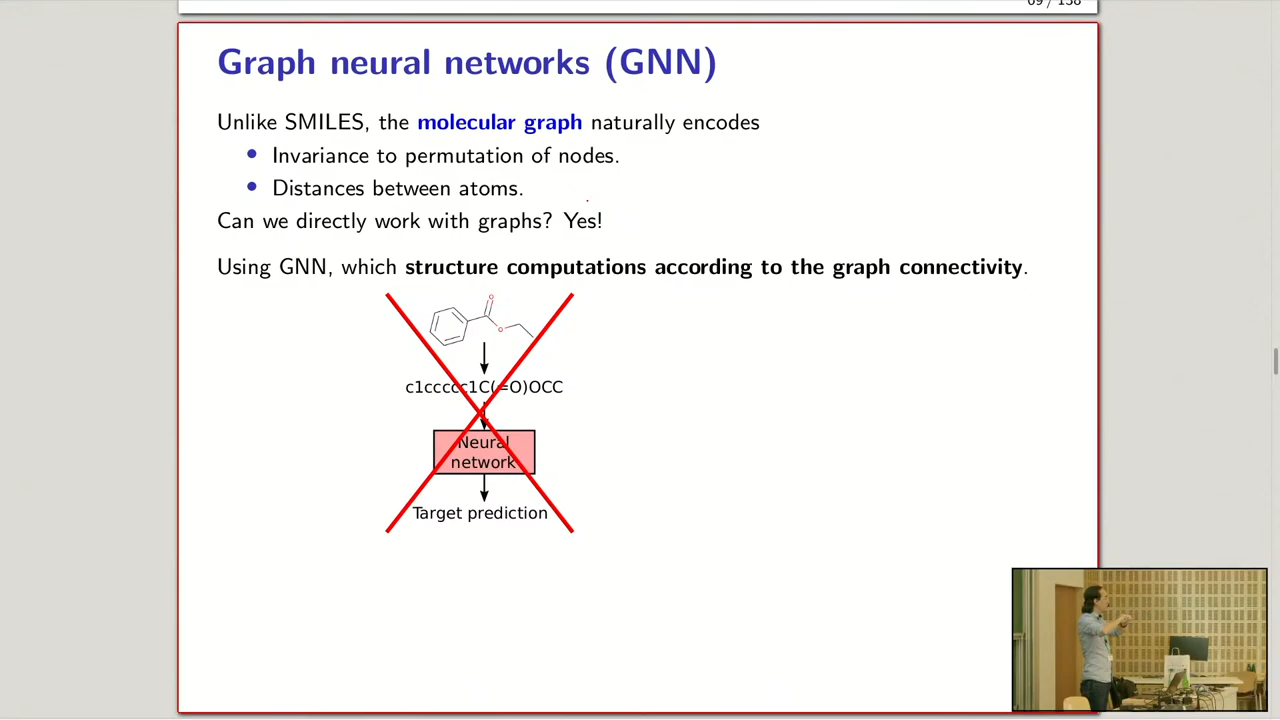 69 / 138
Graph neural networks (GNN)
Unlike SMILES, the molecular graph naturally encodes
• Invariance to permutation of nodes.
• Distances between atoms.
Can we directly work with graphs? Yes!
Using GNN, which structure computations according to the graph connectivity.
O
O
c1ccccc1C(=O)OCC
Neural
network
Target prediction